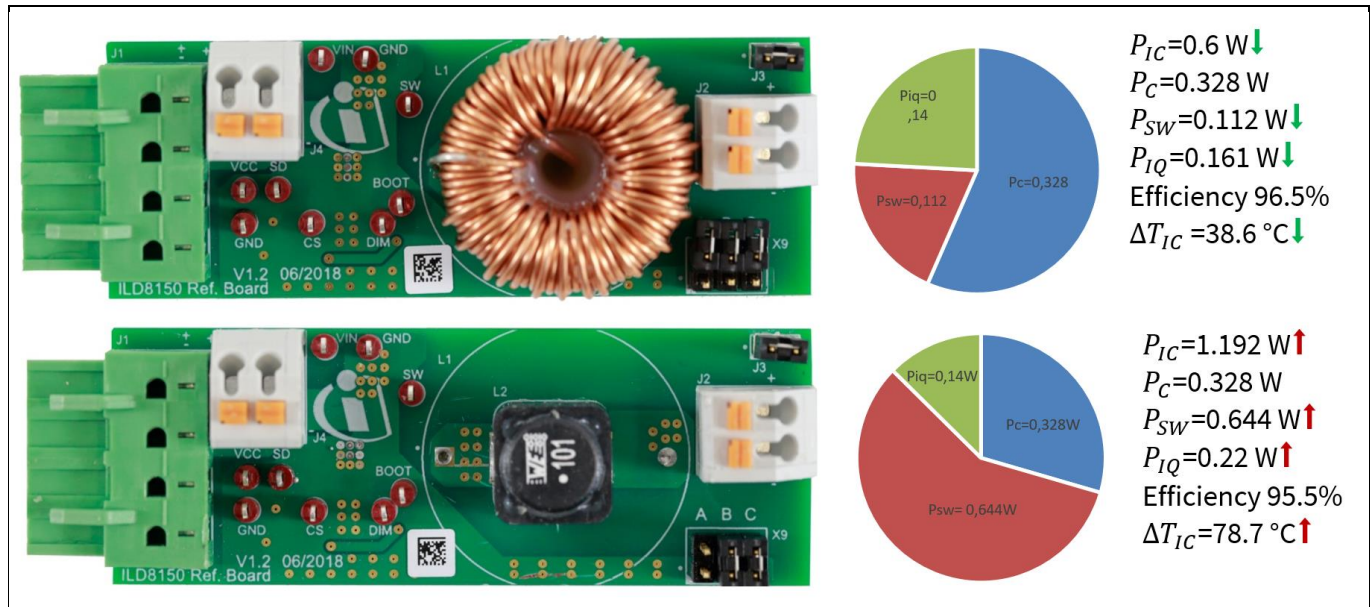 J1
VIN
GND
L1
J3
SW
J2
J4
VCC
SD
BOOT
GND
CS
DIM
X9
V1.2 06/2018
ILD8150 Ref. Board
Piq=0
,14
Psw=0,112
Pc=0,328
P_IC=0.6 W↓
P_C=0.328 W
P_SW=0.112 W↓
P_IQ=0.161 W↓
Efficiency 96.5%
ΔT_IC =38.6 °C↓
J1
VIN
GND
L1
J3
SW
L2
J2
101
J4
VCC
SD
BOOT
GND
CS
DIM
A B C
X9
V1.2 06/2018
ILD8150 Ref. Board
Piq=0,14W
Pc=0,328W
Psw= 0,644W
P_IC=1.192 W↑
P_C=0.328 W
P_SW=0.644 W↑
P_IQ=0.22 W↑
Efficiency 95.5%
ΔT_IC=78.7 °C↑